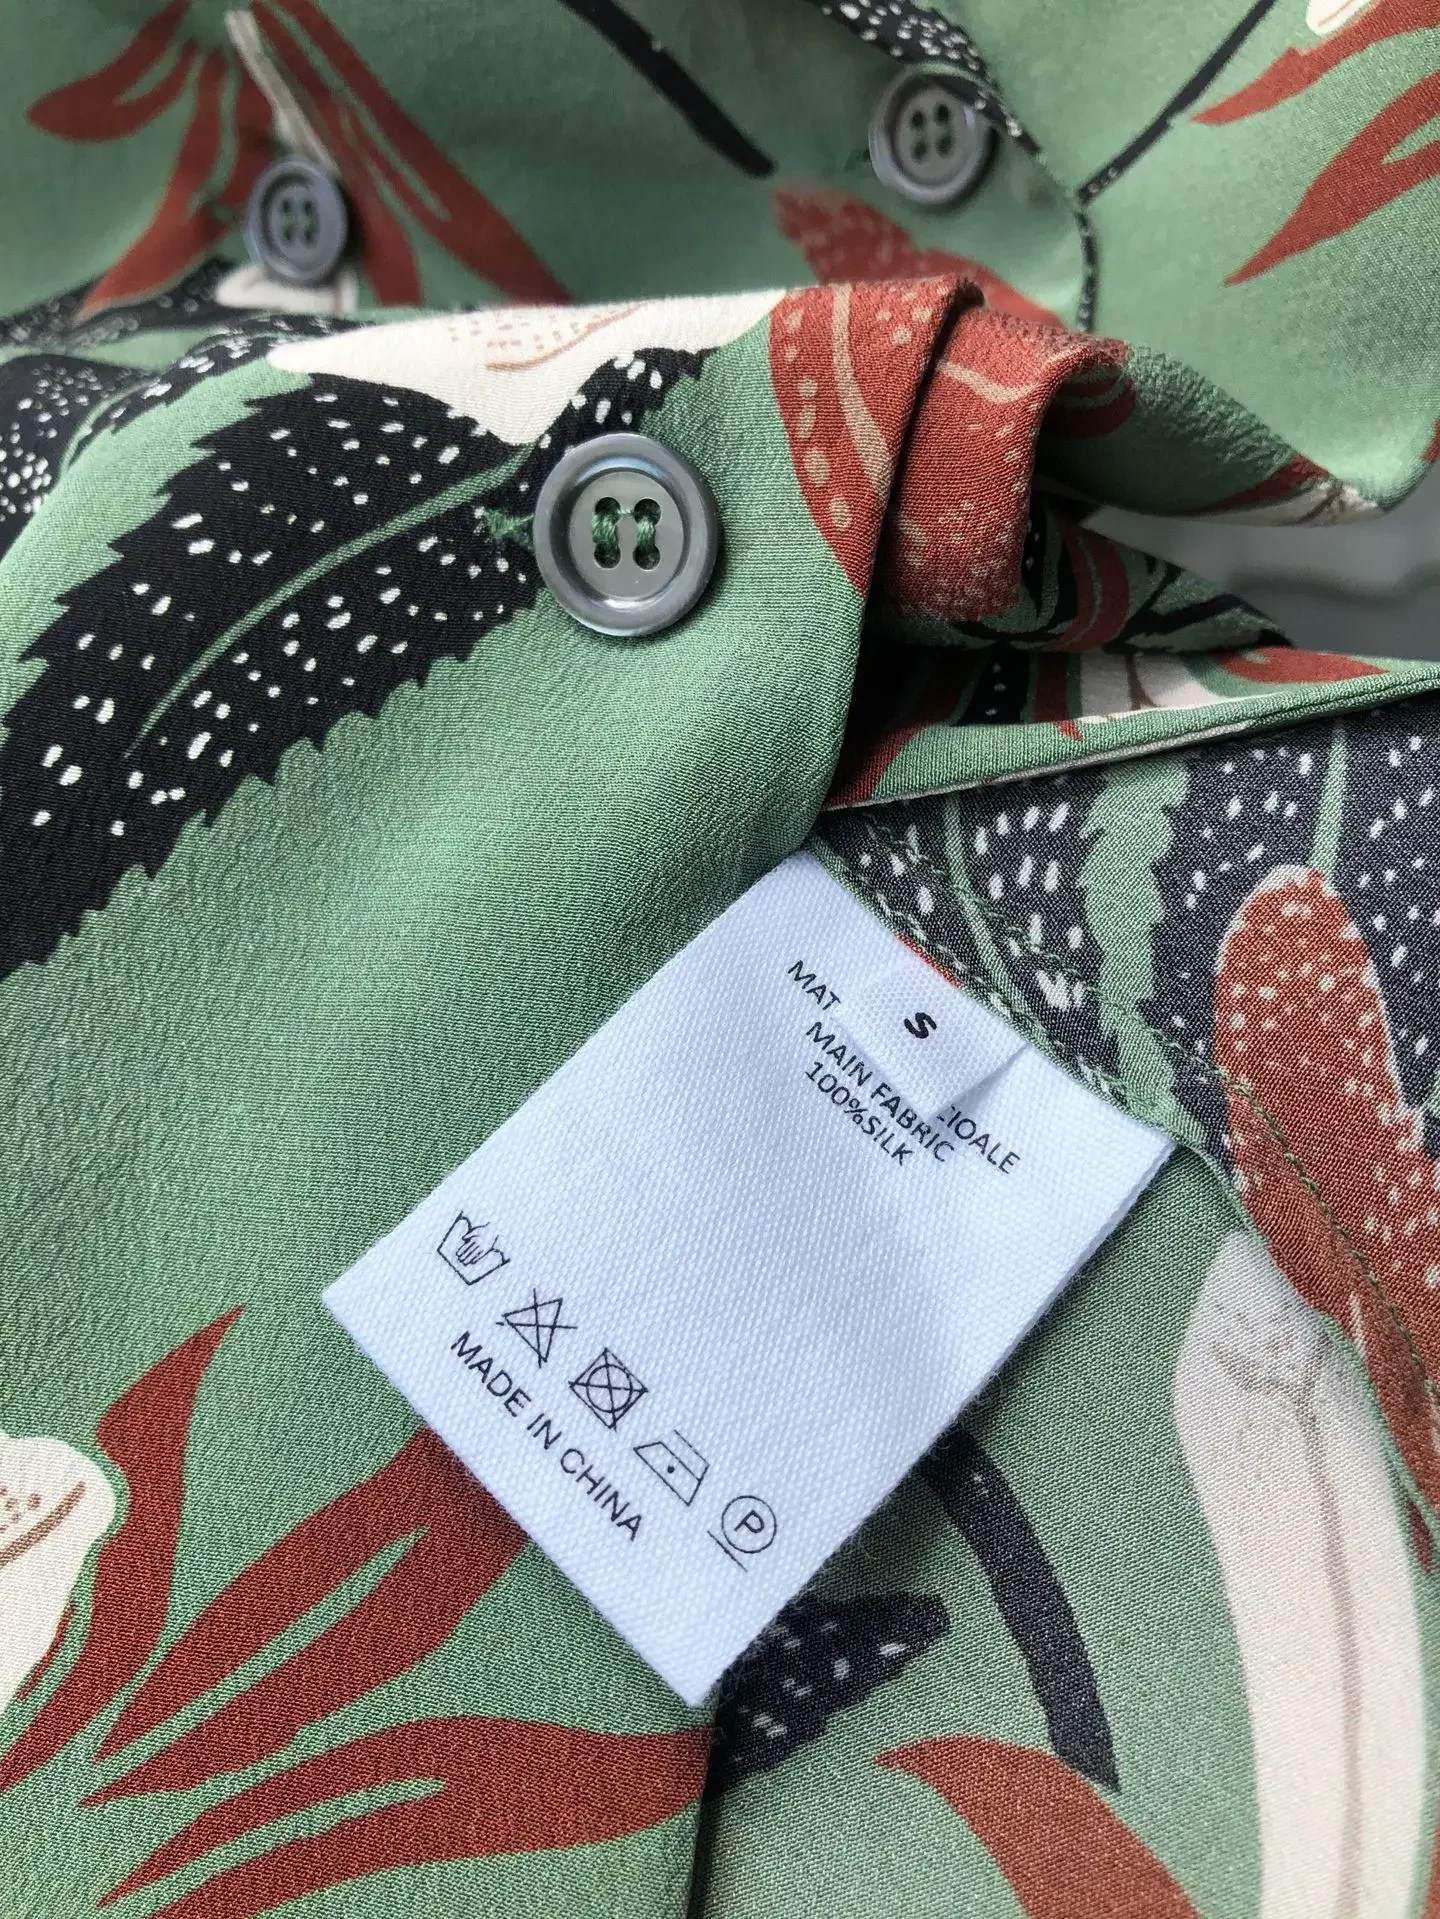 S
MAIN FABRIC
100%SILK
MADE IN CHINA
P